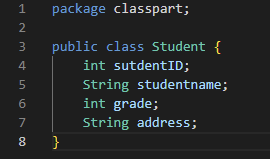 1 package classpart;
2
3 public class Student {
4     int sutdentID;
5     String studentname;
6     int grade;
7     String address;
8 }